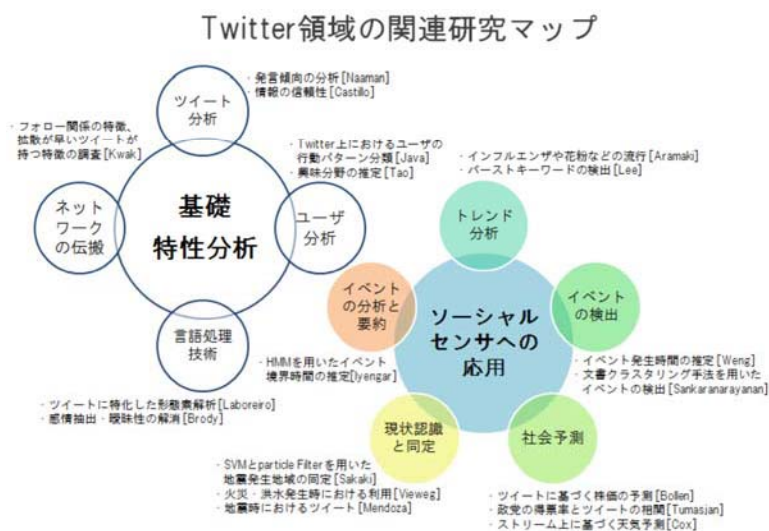 Twitter領域の関連研究マップ
ツイート
分析
・発言傾向の分析[Naaman]
・情報の信頼性[Castillo]
・フォロー関係の特徴、
拡散が早いツイートが
持つ特徴の調査[Kwak]
・Twitter上におけるユーザの
行動パターン分類[Java]
・興味分野の推定[Tao]
ネット
ワーク
の伝搬
基礎
特性分析
ユーザ
分析
言語処理
技術
・ツイートに特化した形態素解析[Laboreiro]
・感情抽出・曖昧性の解消[Brody]
・インフルエンザや花粉などの流行[Aramaki]
・バーストキーワードの検出[Lee]
トレンド
分析
イベント
の分析と
要約
ソーシャル
センサへの
応用
イベント
の検出
・HMMを用いたイベント
境界時間の推定[Iyengar]
・イベント発生時間の推定[Weng]
・文書クラスタリング手法を用いた
イベントの検出[Sankaranarayanan]
現状認識
と同定
社会予測
・SVMとparticle Filterを用いた
地震発生地域の同定[Sakaki]
・火災・洪水発生時における利用[Vieweg]
・地震時におけるツイート[Mendoza]
・ツイートに基づく株価の予測[Bollen]
・政党の得票率とツイートの相関[Tumasjan]
・ストリーム上に基づく天気予測[Cox]